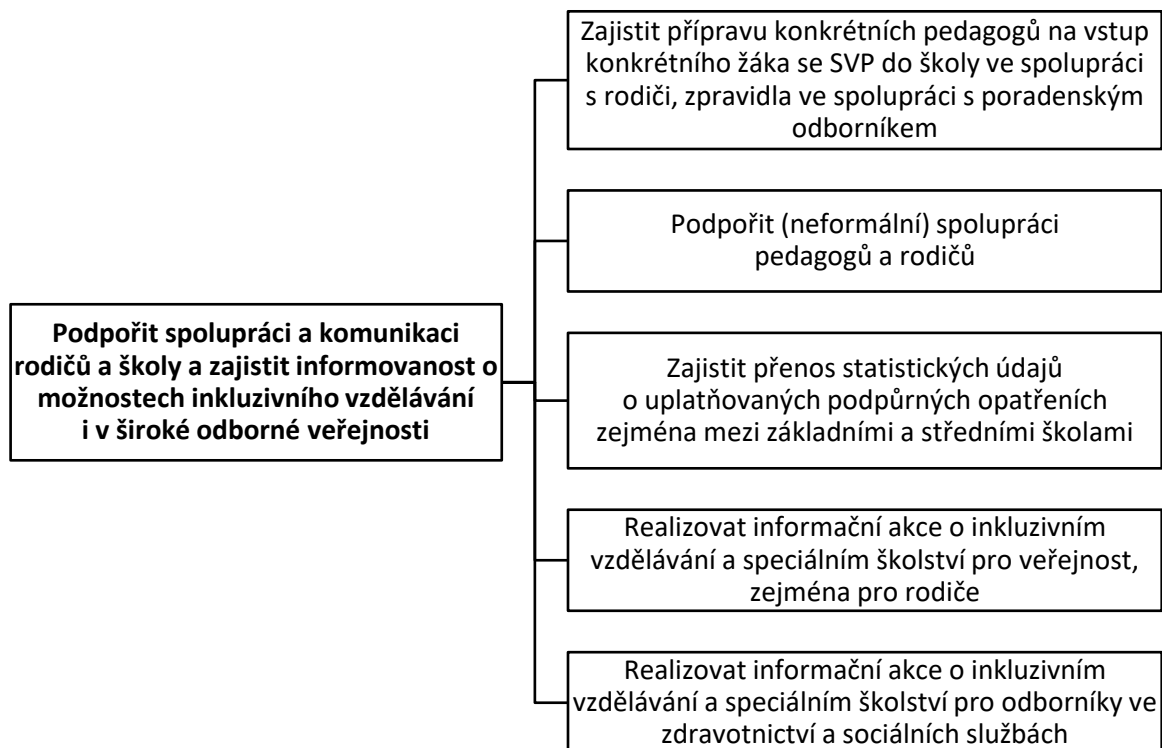 Podpořit spolupráci a komunikaci
rodičů a školy a zajistit informovanost o
možnostech inkluzivního vzdělávání
i v široké odborné veřejnosti
Zajistit přípravu konkrétních pedagogů na vstup
konkrétního žáka se SVP do školy ve spolupráci
s rodiči, zpravidla ve spolupráci s poradenským
odborníkem
Podpořit (neformální) spolupráci
pedagogů a rodičů
Zajistit přenos statistických údajů
o uplatňovaných podpůrných opatřeních
zejména mezi základními a středními školami
Realizovat informační akce o inkluzivním
vzdělávání a speciálním školství pro veřejnost,
zejména pro rodiče
Realizovat informační akce o inkluzivním
vzdělávání a speciálním školství pro odborníky ve
zdravotnictví a sociálních službách